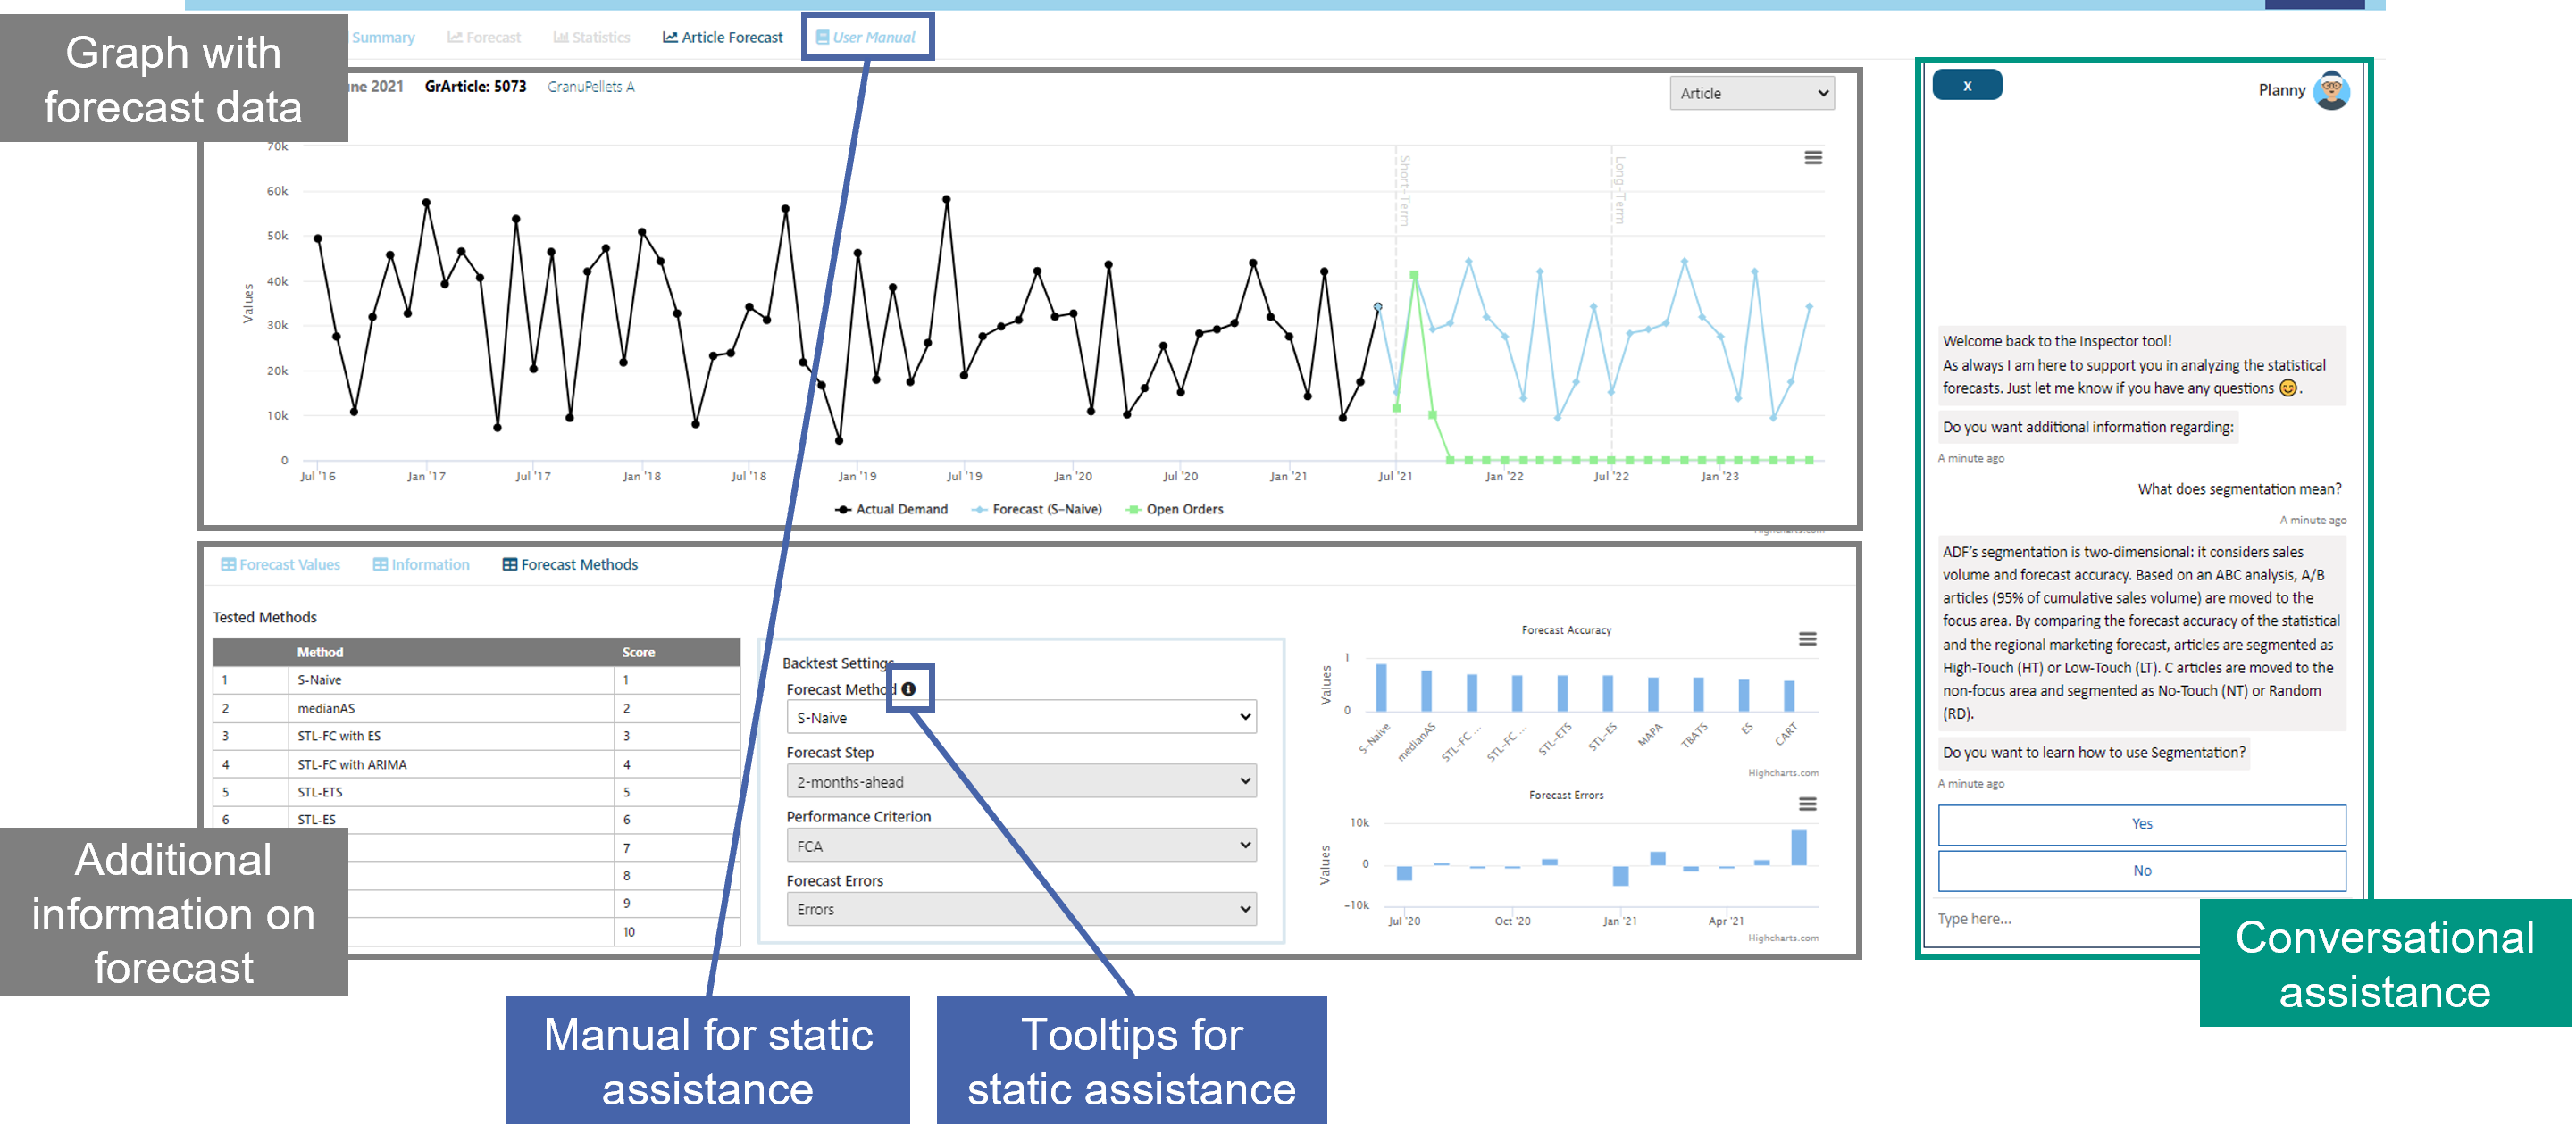 Graph with
forecast data
Summary
Forecast
Statistics
Article Forecast
User Manual
ne 2021
GrArticle: 5073
GranuPellets A
Article
70k
60k
50k
40k
30k
20k
10k
0
Values
Short-Term
Long-Term
Jul '16
Jan '17
Jul '17
Jan '18
Jul '18
Jan '19
Jul '19
Jan '20
Jul '20
Jan '21
Jul '21
Jan '22
Jul '22
Jan '23
Actual Demand
Forecast (S-Naive)
Open Orders
Forecast Values
Information
Forecast Methods
Tested Methods
Method Score
1 S-Naive 1
2 medianAS 2
3 STL-FC with ES 3
4 STL-FC with ARIMA 4
5 STL-ETS 5
6 STL-ES 6
7
8
9
10
Additional
information on
forecast
Backtest Settings
Forecast Method
S-Naive
Forecast Step
2-months-ahead
Performance Criterion
FCA
Forecast Errors
Errors
Forecast Accuracy
Values
1
0
S-Naive
medianAS
STL-FC ...
STL-FC ...
STL-ETS
STL-ES
MAPA
TBATS
ES
CART
Highcharts.com
Forecast Errors
Values
10k
0
-10k
Jul '20
Oct '20
Jan '21
Apr '21
Highcharts.com
X
Planny
Welcome back to the Inspector tool!
As always I am here to support you in analyzing the statistical
forecasts. Just let me know if you have any questions 😊.
Do you want additional information regarding:
A minute ago
What does segmentation mean?
A minute ago
ADF's segmentation is two-dimensional: it considers sales
volume and forecast accuracy. Based on an ABC analysis, A/B
articles (95% of cumulative sales volume) are moved to the
focus area. By comparing the forecast accuracy of the statistical
and the regional marketing forecast, articles are segmented as
High-Touch (HT) or Low-Touch (LT). C articles are moved to the
non-focus area and segmented as No-Touch (NT) or Random
(RD).
Do you want to learn how to use Segmentation?
A minute ago
Yes
No
Type here...
Conversational
assistance
Manual for static
assistance
Tooltips for
static assistance